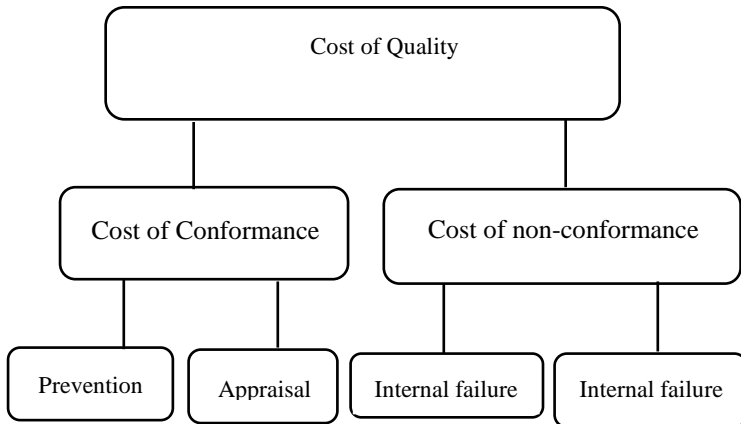 Cost of Quality
Cost of Conformance
Cost of non-conformance
Prevention
Appraisal
Internal failure
Internal failure